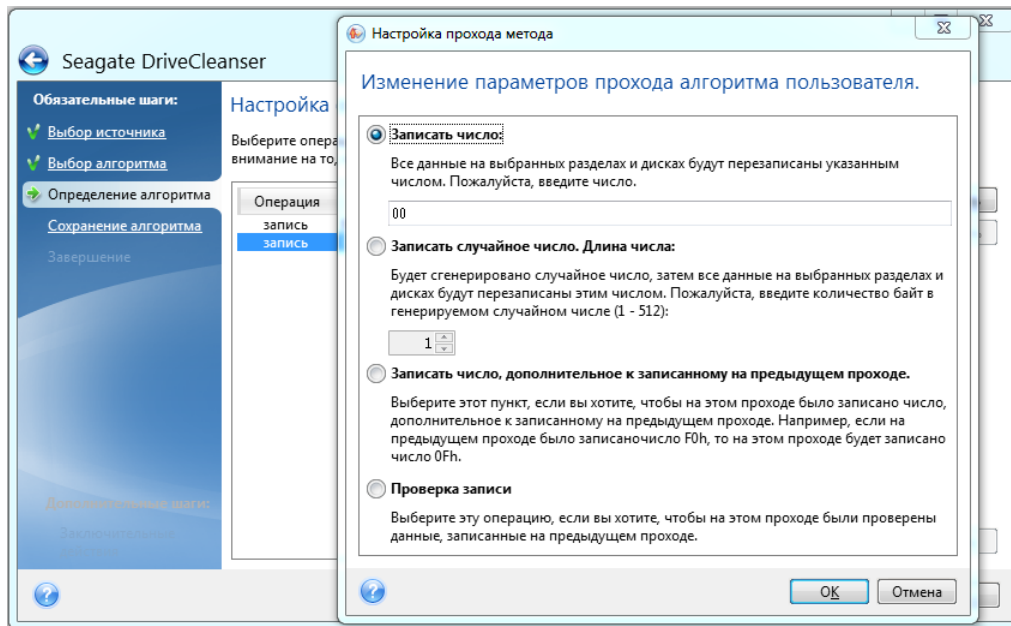 Seagate DriveCleanser
Обязательные шаги:
Выбор источника
Выбор алгоритма
Определение алгоритма
Сохранение алгоритма
Завершение
Дополнительные шаги:
Заключительные
Настройка
Выберите опера
внимание на то,
Операция
запись
запись
Настройка прохода метода
Изменение параметров прохода алгоритма пользователя.
Записать число:
Все данные на выбранных разделах и дисках будут перезаписаны указанным
числом. Пожалуйста, введите число.
00
Записать случайное число. Длина числа:
Будет сгенерировано случайное число, затем все данные на выбранных разделах и
дисках будут перезаписаны этим числом. Пожалуйста, введите количество байт в
генерируемом случайном числе (1 - 512):
1
Записать число, дополнительное к записанному на предыдущем проходе.
Выберите этот пункт, если вы хотите, чтобы на этом проходе было записано число,
дополнительное к записанному на предыдущем проходе. Например, если на
предыдущем проходе было записаночисло F0h, то на этом проходе будет записано
число 0Fh.
Проверка записи
Выберите эту операцию, если вы хотите, чтобы на этом проходе были проверены
данные, записанные на предыдущем проходе.
OK
Отмена